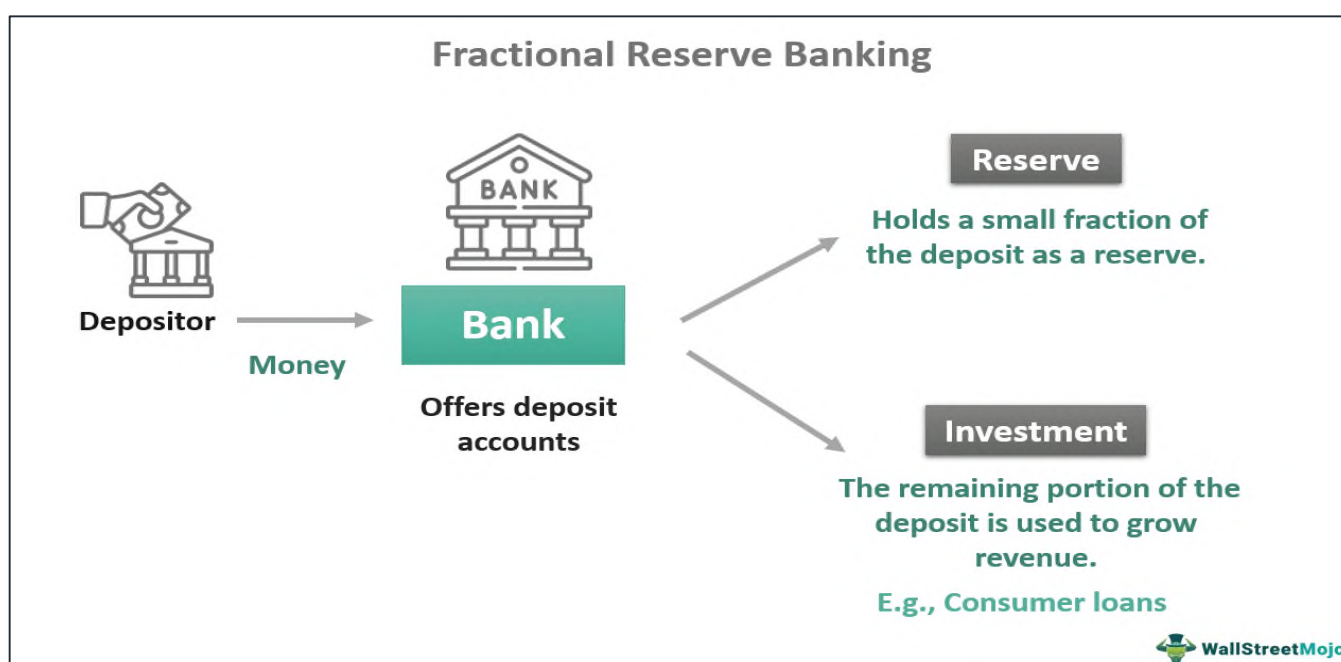 Fractional Reserve Banking
BANK
Depositor
Money
Bank
Offers deposit
accounts
Reserve
Holds a small fraction of
the deposit as a reserve.
Investment
The remaining portion of the
deposit is used to grow
revenue.
E.g., Consumer loans
WallStreetMojo